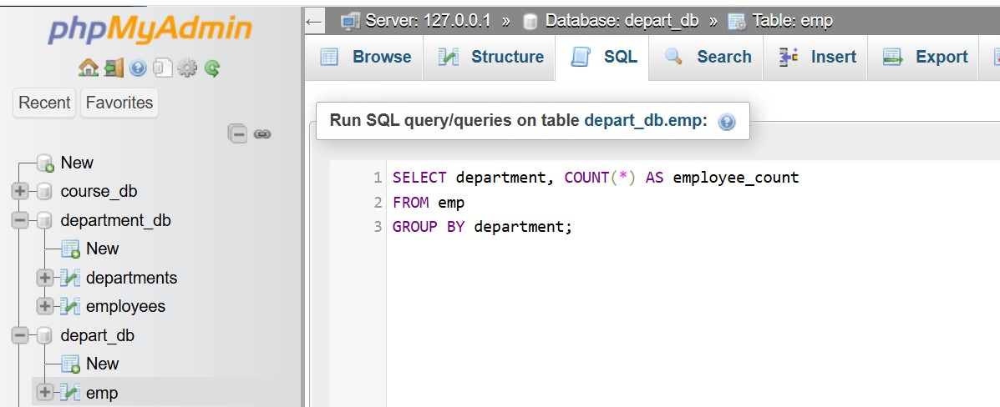 phpMyAdmin
Recent Favorites
New
course_db
department_db
New
departments
employees
depart_db
New
emp
← Server: 127.0.0.1 » Database: depart_db » Table: emp
Browse Structure SQL Search Insert Export
Run SQL query/queries on table depart_db.emp:
1 SELECT department, COUNT(*) AS employee_count
2 FROM emp
3 GROUP BY department;